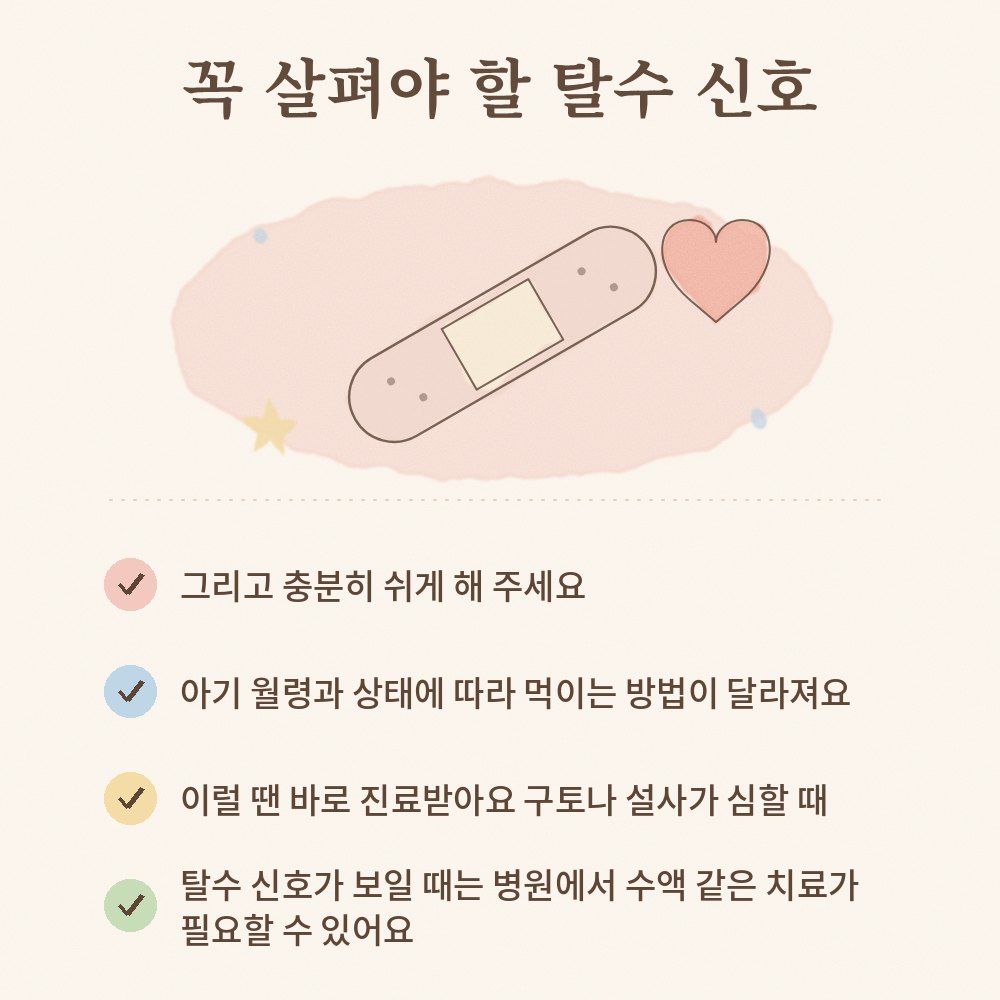 꼭 살펴야 할 탈수 신호
그리고 충분히 쉬게 해 주세요
아기 월령과 상태에 따라 먹이는 방법이 달라져요
이럴 땐 바로 진료받아요 구토나 설사가 심할 때
탈수 신호가 보일 때는 병원에서 수액 같은 치료가
필요할 수 있어요